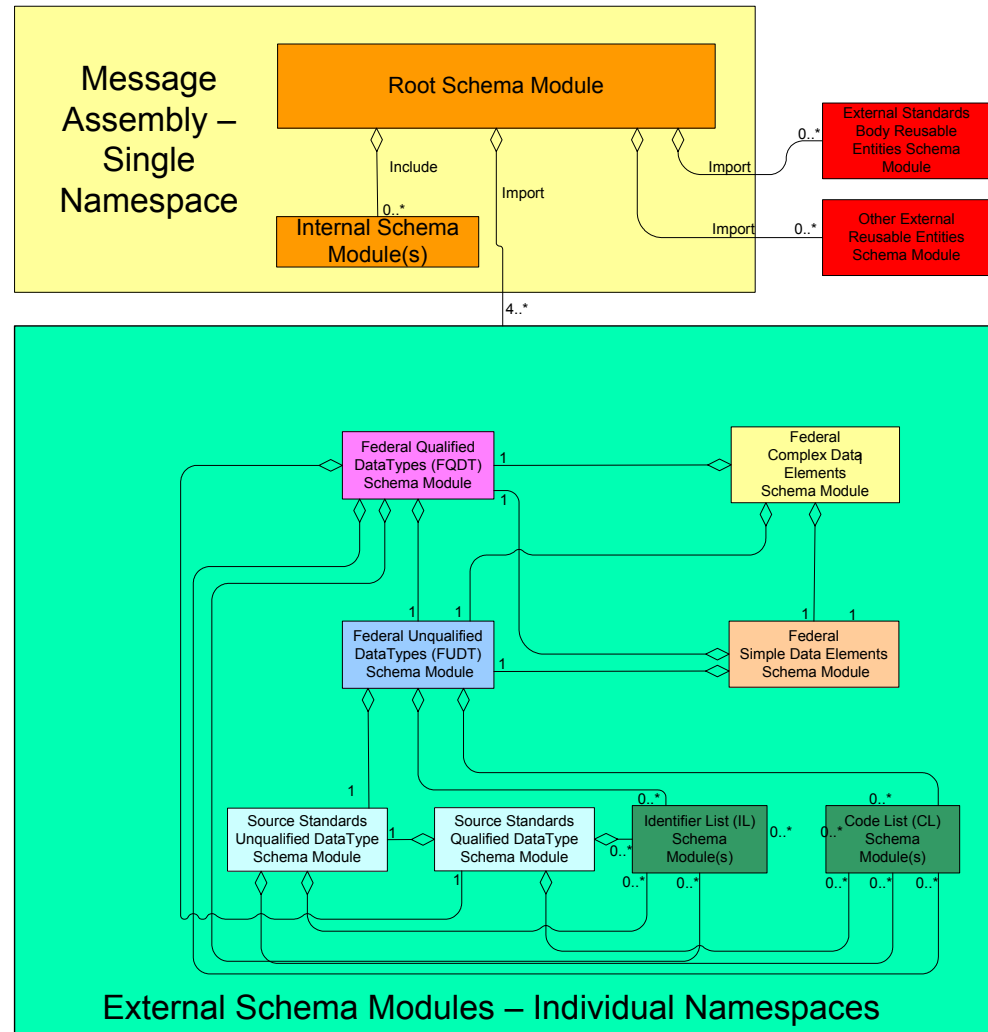 Message
Assembly –
Single
Namespace
Root Schema Module
Include
0..*
Import
Internal Schema
Module(s)
Import
0..*
External Standards
Body Reusable
Entities Schema
Module
Import
0..*
Other External
Reusable Entities
Schema Module
4..*
Federal Qualified
DataTypes (FQDT)
Schema Module
1
1
Federal
Complex Data
Elements
Schema Module
1
1
1
1
1
Federal Unqualified
DataTypes (FUDT)
Schema Module
1
Federal
Simple Data Elements
Schema Module
1
0..*
0..*
Source Standards
Unqualified DataType
Schema Module
1
Source Standards
Qualified DataType
Schema Module
0..*
Identifier List (IL)
Schema
Module(s)
0..*
0..*
Code List (CL)
Schema
Module(s)
1
0..*
0..*
0..*
0..*
0..*
External Schema Modules – Individual Namespaces